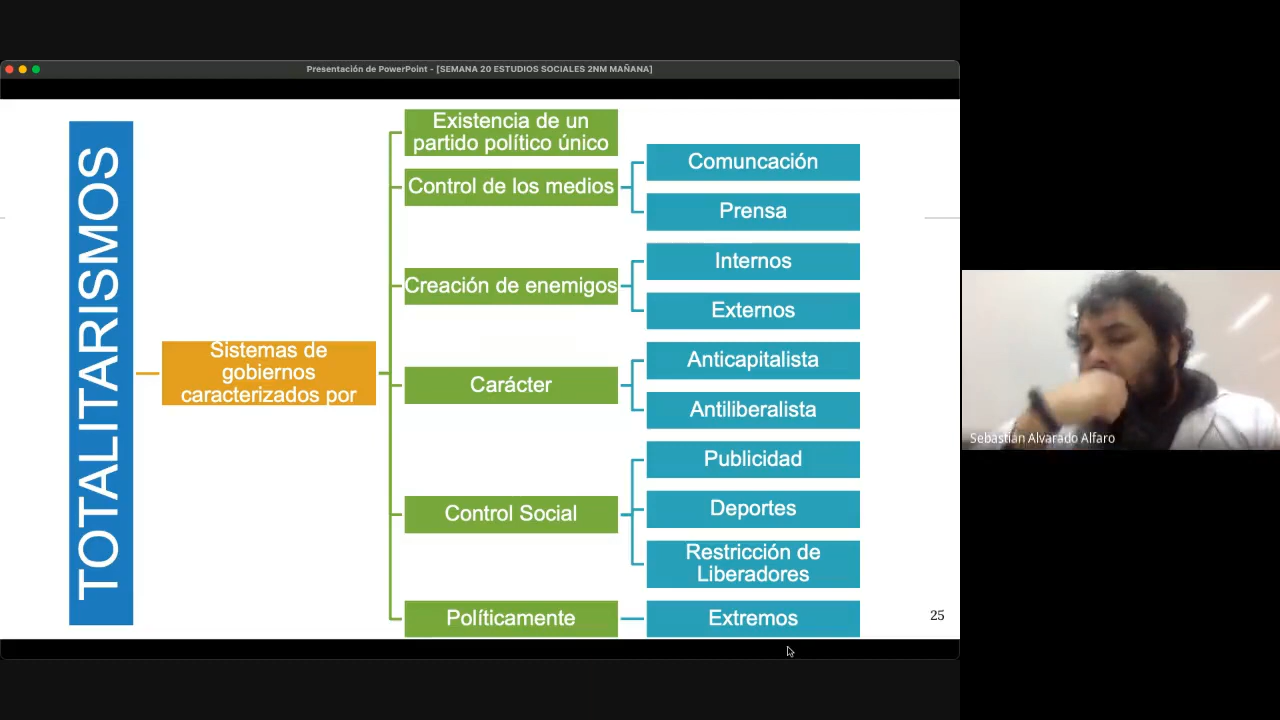 Presentación de PowerPoint - [SEMANA 20 ESTUDIOS SOCIALES 2NM MAÑANA]
TOTALITARISMOS
Sistemas de
gobiernos
caracterizados por
Existencia de un
partido político único
Control de los medios
Comuncación
Prensa
Creación de enemigos
Internos
Externos
Carácter
Anticapitalista
Antiliberalista
Control Social
Publicidad
Deportes
Restricción de
Liberadores
Políticamente
Extremos
25
Sebastián Alvarado Alfaro